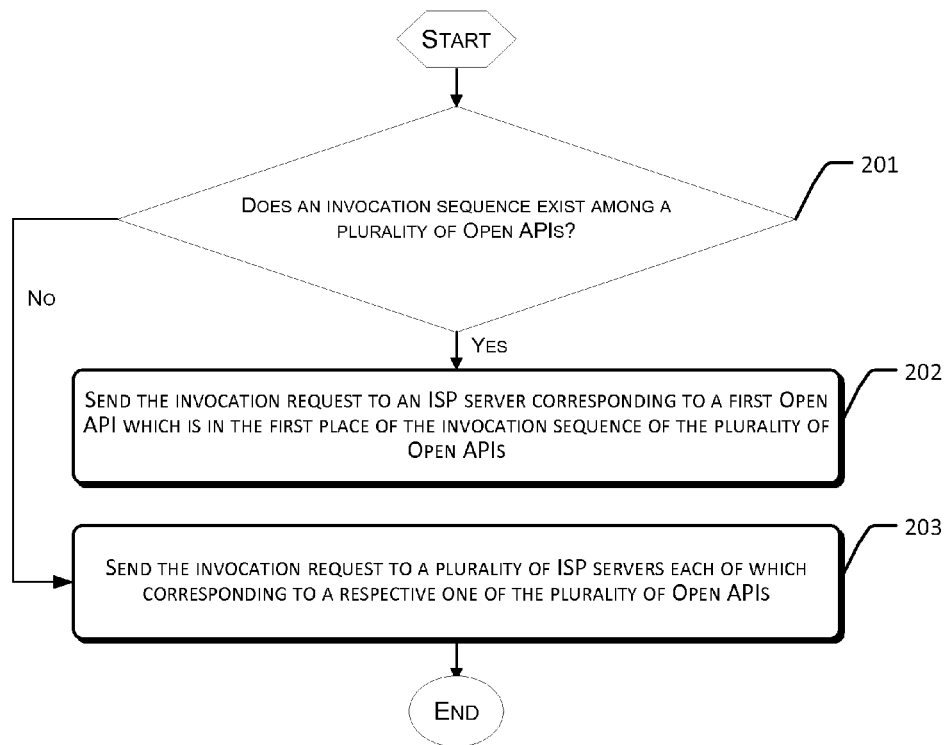 START
DOES AN INVOCATION SEQUENCE EXIST AMONG A
PLURALITY OF OPEN APIS?
201
NO
YES
202
SEND THE INVOCATION REQUEST TO AN ISP SERVER CORRESPONDING TO A FIRST OPEN
API WHICH IS IN THE FIRST PLACE OF THE INVOCATION SEQUENCE OF THE PLURALITY OF
OPEN APIS
203
SEND THE INVOCATION REQUEST TO A PLURALITY OF ISP SERVERS EACH OF WHICH
CORRESPONDING TO A RESPECTIVE ONE OF THE PLURALITY OF OPEN APIS
END